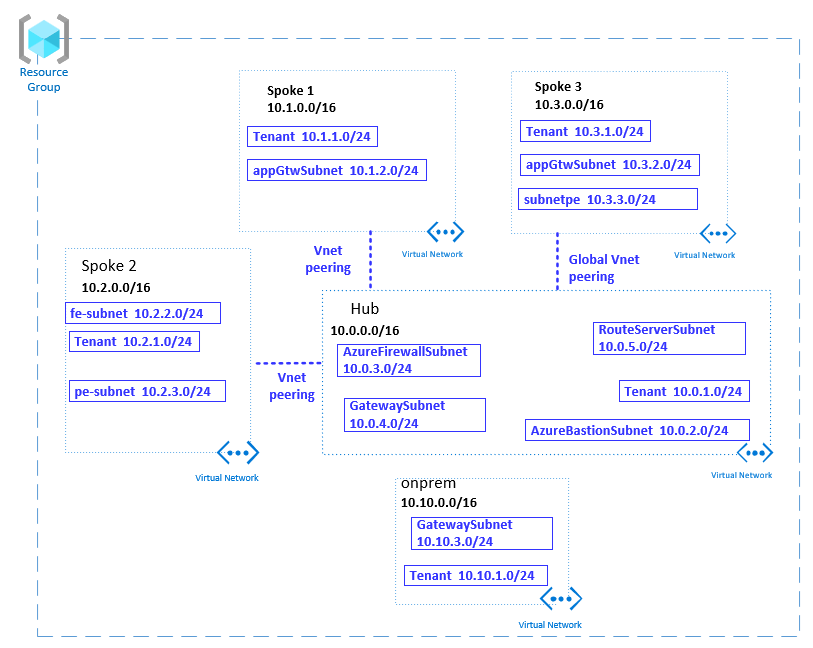 Resource
Group
Spoke 1
10.1.0.0/16
Tenant 10.1.1.0/24
appGtwSubnet 10.1.2.0/24
Virtual Network
Spoke 3
10.3.0.0/16
Tenant 10.3.1.0/24
appGtwSubnet 10.3.2.0/24
subnetpe 10.3.3.0/24
Virtual Network
Vnet
peering
Global Vnet
peering
Spoke 2
10.2.0.0/16
fe-subnet 10.2.2.0/24
Tenant 10.2.1.0/24
pe-subnet 10.2.3.0/24
Virtual Network
Vnet
peering
Hub
10.0.0.0/16
AzureFirewallSubnet
10.0.3.0/24
GatewaySubnet
10.0.4.0/24
RouteServerSubnet
10.0.5.0/24
Tenant 10.0.1.0/24
AzureBastionSubnet 10.0.2.0/24
Virtual Network
onprem
10.10.0.0/16
GatewaySubnet
10.10.3.0/24
Tenant 10.10.1.0/24
Virtual Network